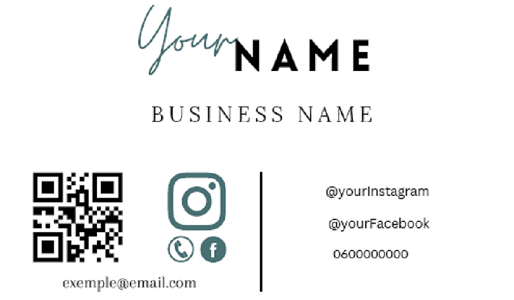 Your NAME
BUSINESS NAME
@yourInstagram
@yourFacebook
0600000000
exemple@email.com